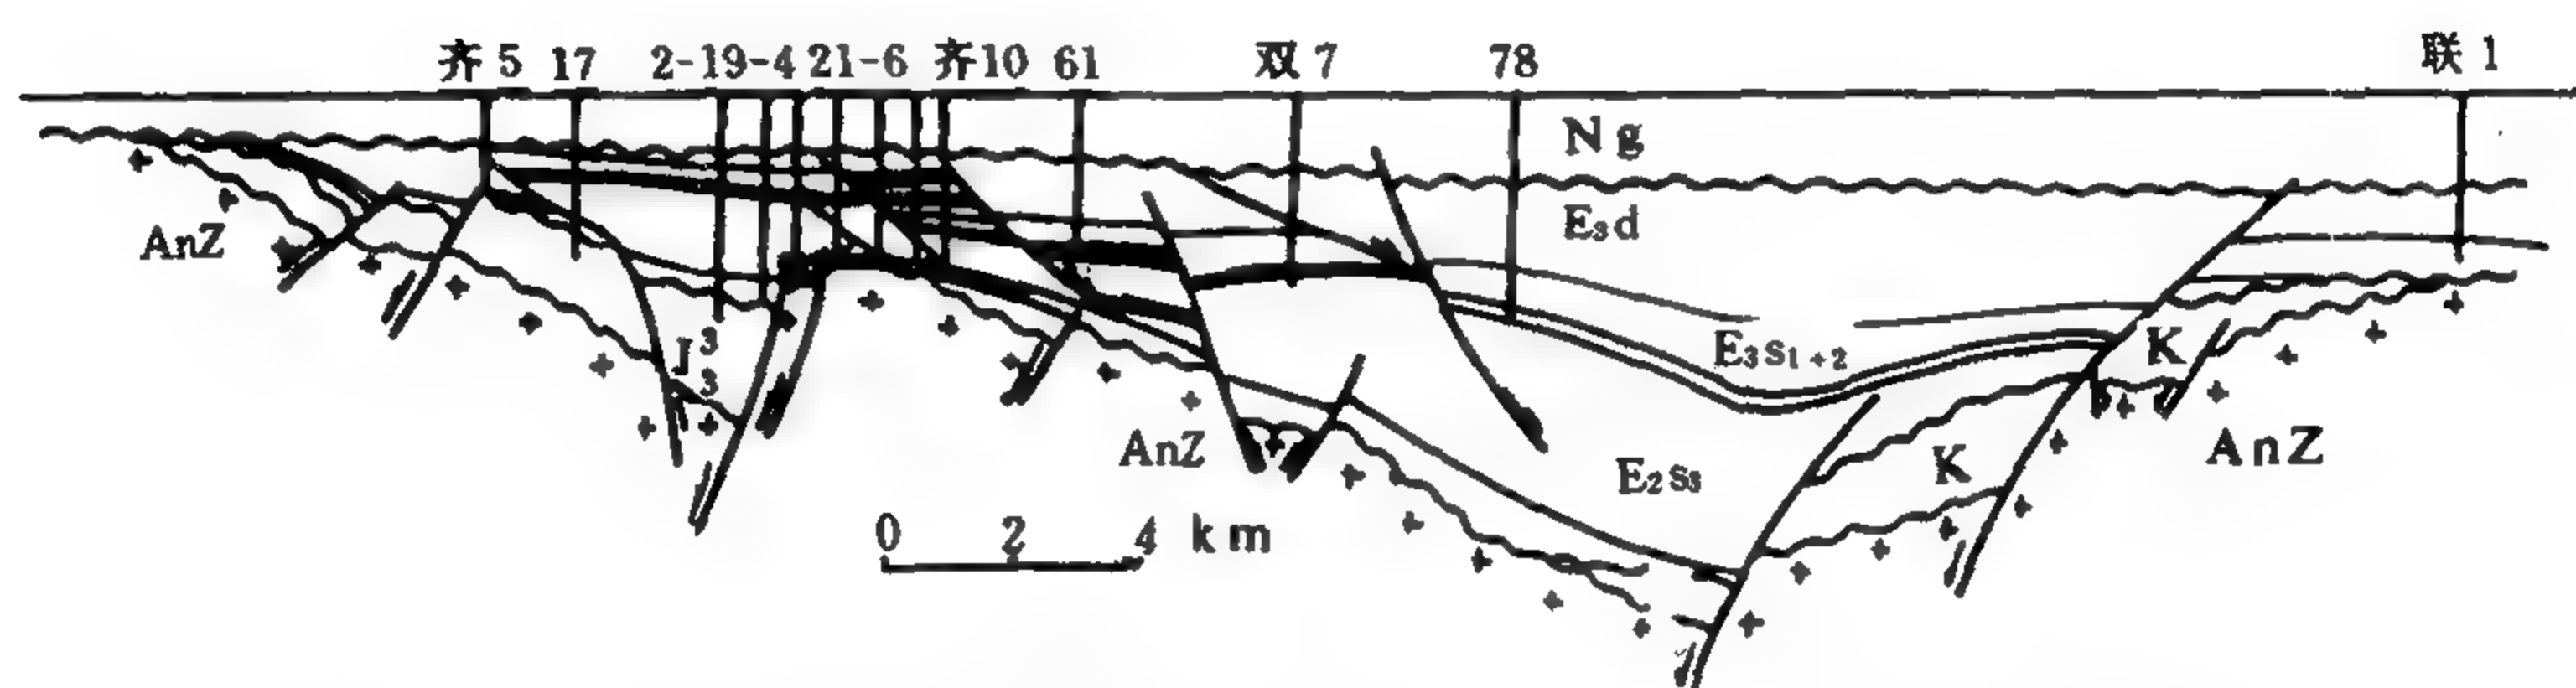 齐 5 17 2-19-4 21-6 齐10 61 双 7 78 联 1
Ng
E₃d
AnZ
J³₃
E₃s₁₊₂
K
AnZ
K
AnZ
E₂s₃
0 2 4 km